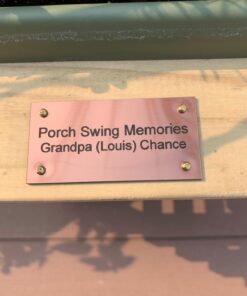 Porch Swing Memories
Grandpa (Louis) Chance